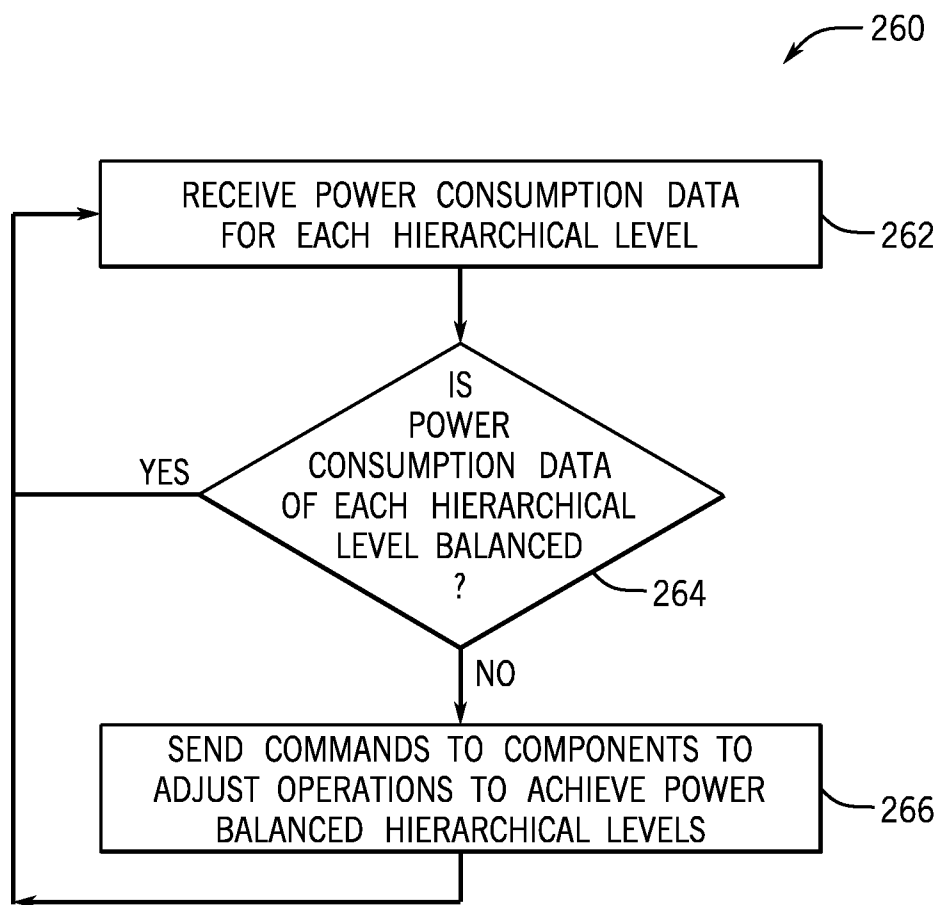 260
RECEIVE POWER CONSUMPTION DATA
FOR EACH HIERARCHICAL LEVEL
262
IS
POWER
CONSUMPTION DATA
OF EACH HIERARCHICAL
LEVEL BALANCED
?
YES
264
NO
SEND COMMANDS TO COMPONENTS TO
ADJUST OPERATIONS TO ACHIEVE POWER
BALANCED HIERARCHICAL LEVELS
266